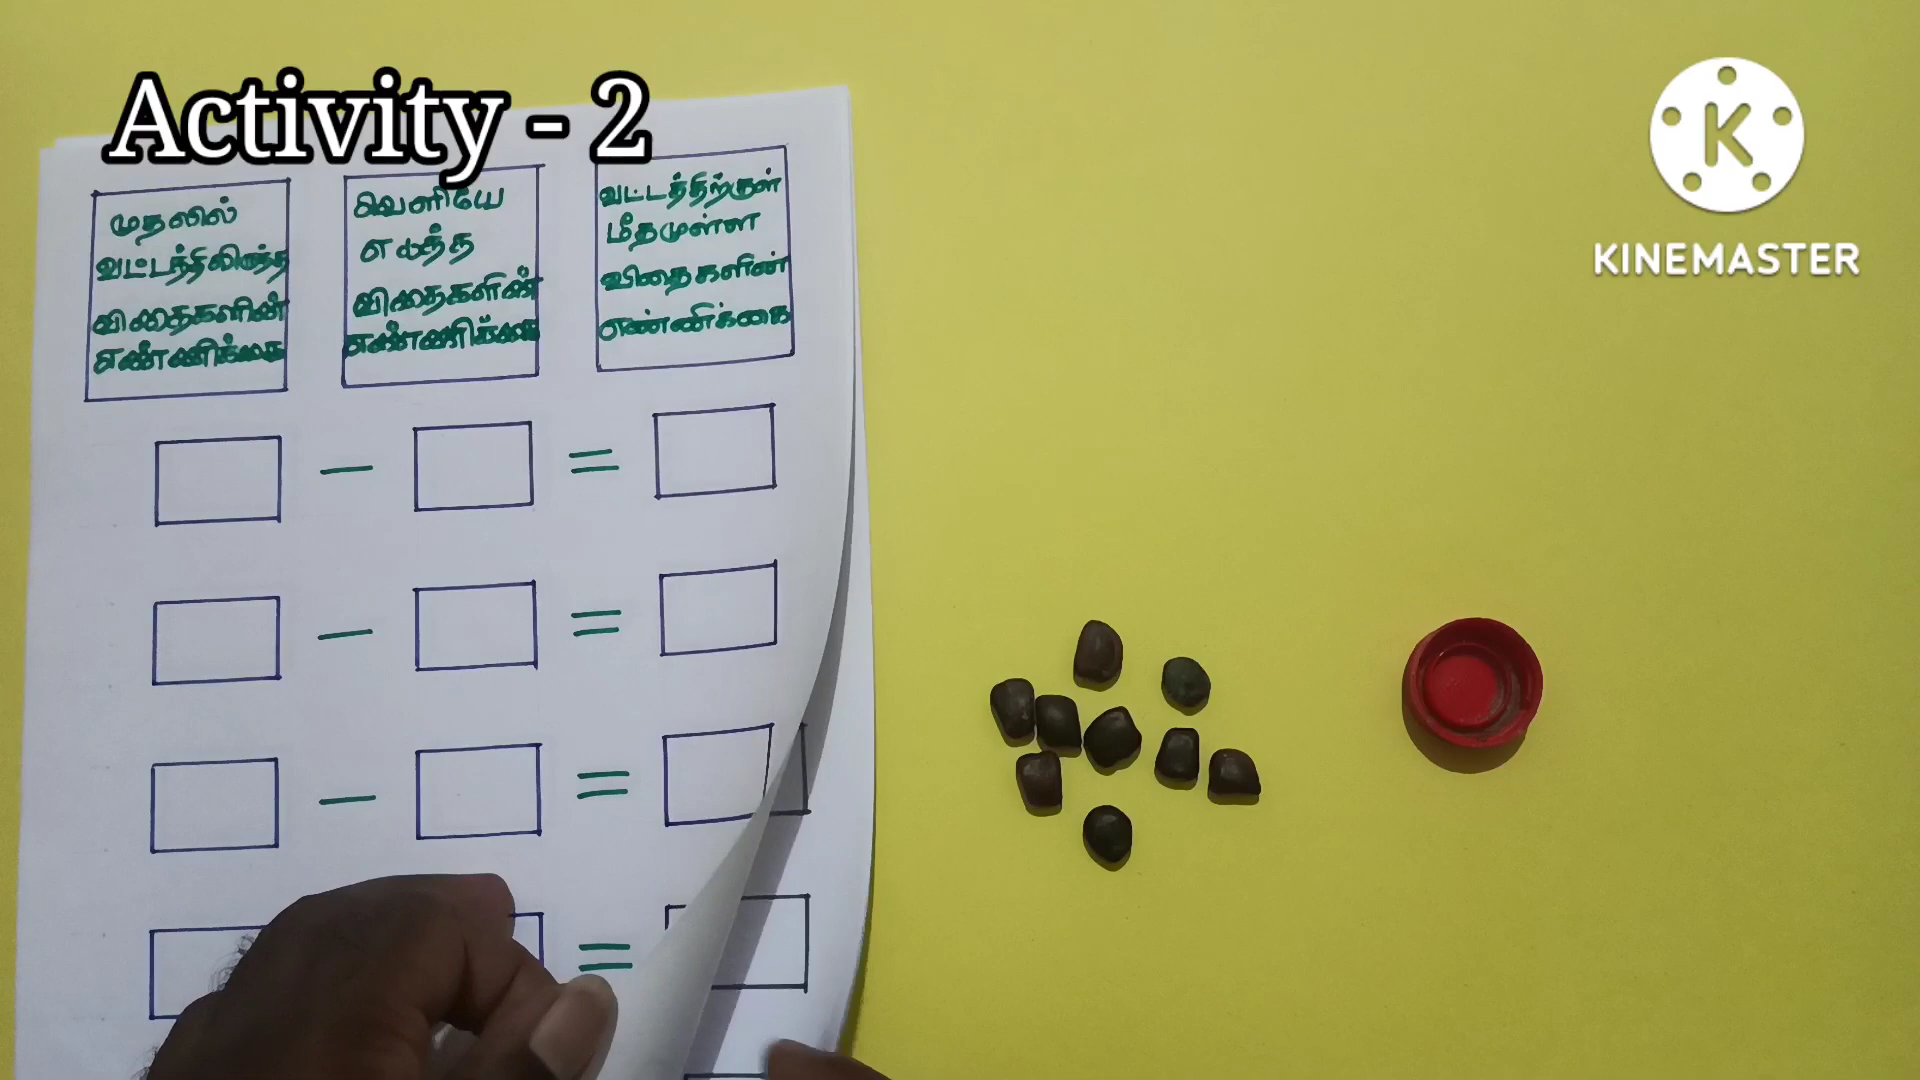 Activity - 2
முதலில்
வட்டத்திலிருந்த
விதைகளின்
எண்ணிக்கை
வெளியே
எடுத்த
விதைகளின்
எண்ணிக்கை
வட்டத்திற்குள்
மீதமுள்ள
விதைகளின்
எண்ணிக்கை
— =
— =
— =
=
K
KINEMASTER